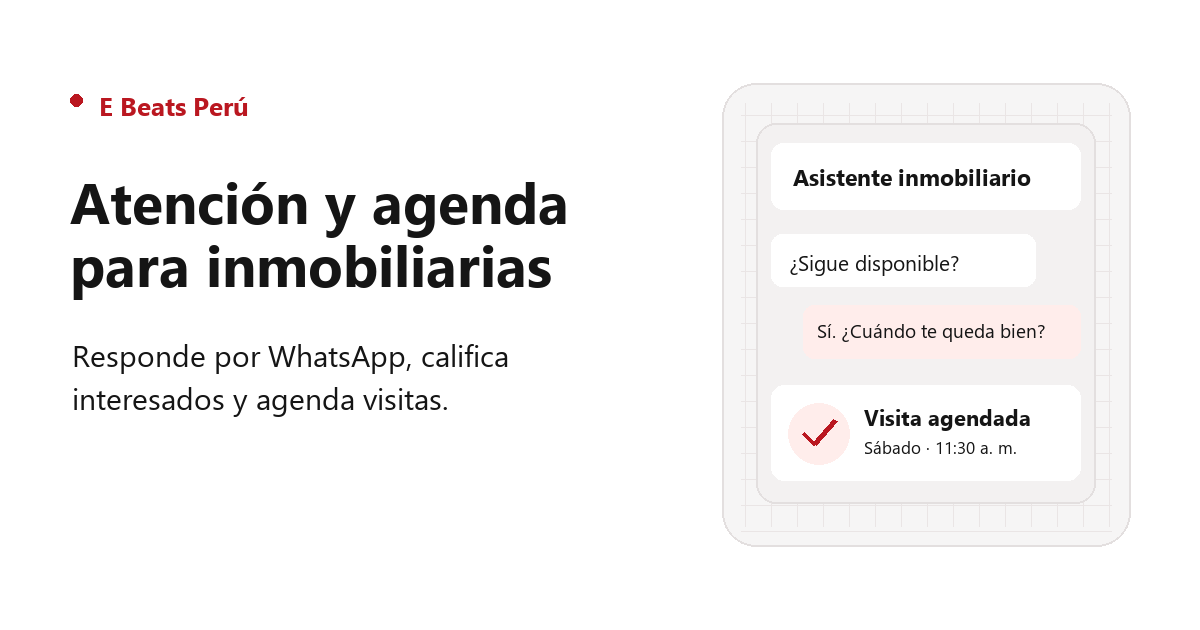 E Beats Perú
Atención y agenda
para inmobiliarias
Responde por WhatsApp, califica
interesados y agenda visitas.
Asistente inmobiliario
¿Sigue disponible?
Sí. ¿Cuándo te queda bien?
Visita agendada
Sábado · 11:30 a. m.